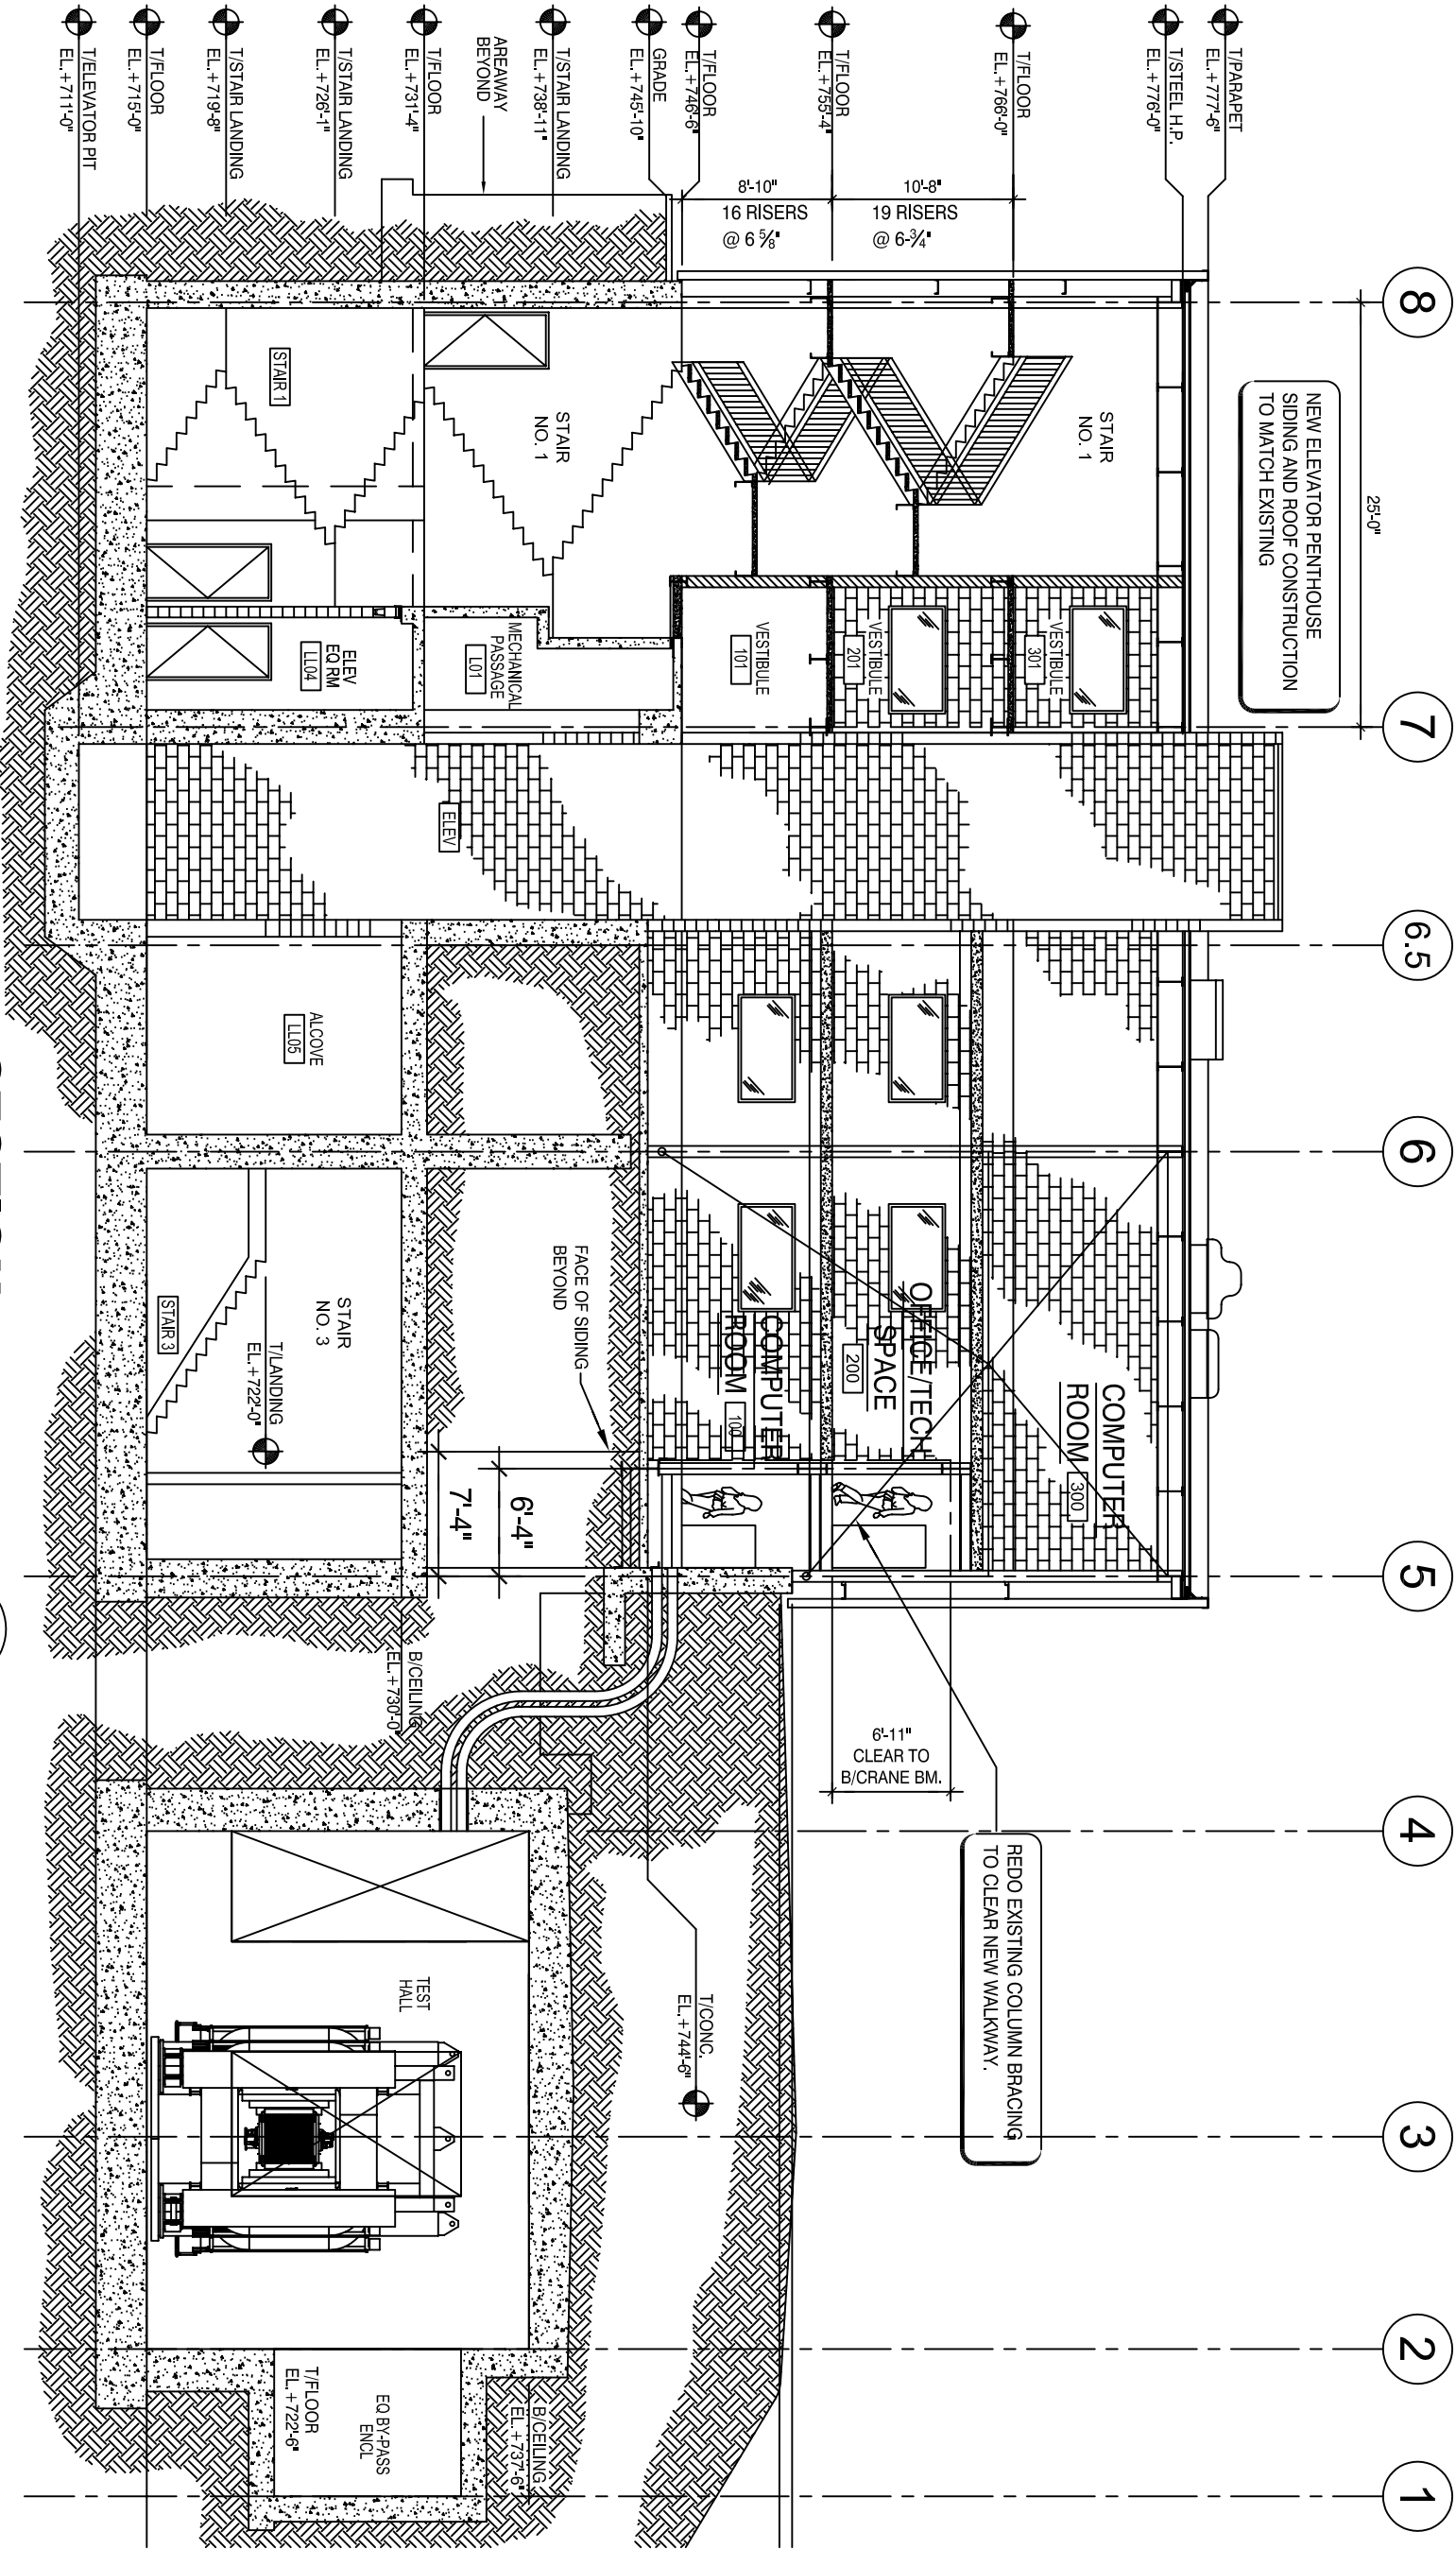 8
7
6.5
6
5
4
3
2
1
25'-0"
NEW ELEVATOR PENTHOUSE
SIDING AND ROOF CONSTRUCTION
TO MATCH EXISTING
T/PARAPET
EL.+777'-6"
T/STEEL H.P.
EL.+776'-0"
T/FLOOR
EL.+766'-0"
T/FLOOR
EL.+755'-4"
T/FLOOR
EL.+746'-6"
GRADE
EL.+745'-10"
T/STAIR LANDING
EL.+738'-11"
AREAWAY
BEYOND
T/FLOOR
EL.+731'-4"
T/STAIR LANDING
EL.+726'-1"
T/STAIR LANDING
EL.+719'-8"
T/FLOOR
EL.+715'-0"
T/ELEVATOR PIT
EL.+711'-0"
10'-8"
19 RISERS
@ 6-3/4"
8'-10"
16 RISERS
@ 6 5/8"
STAIR
NO. 1
STAIR
NO. 1
STAIR 1
VESTIBULE
301
VESTIBULE
201
VESTIBULE
101
MECHANICAL
PASSAGE
L01
ELEV
EQ RM
LL04
ELEV
ALCOVE
LL05
COMPUTER
ROOM
300
OFFICE/TECH
SPACE
200
COMPUTER
ROOM
100
FACE OF SIDING
BEYOND
6'-4"
7'-4"
STAIR
NO. 3
T/LANDING
EL.+722'-0"
STAIR 3
B/CEILING
EL.+730'-0"
6'-11"
CLEAR TO
B/CRANE BM.
REDO EXISTING COLUMN BRACING
TO CLEAR NEW WALKWAY.
T/CONC.
EL.+744'-6"
TEST
HALL
B/CEILING
EL.+737'-6"
EQ BY-PASS
ENCL
T/FLOOR
EL.+722'-6"